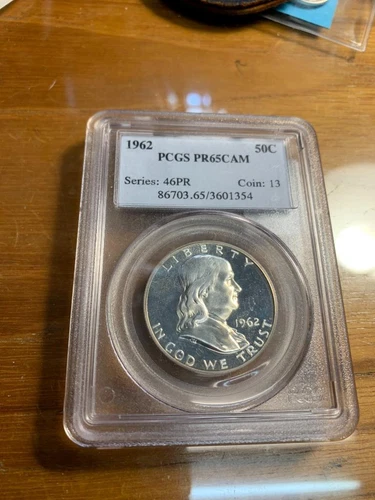 1962 50C
PCGS PR65CAM
Series: 46PR Coin: 13
86703.65/3601354
LIBERTY
1962
IN GOD WE TRUST